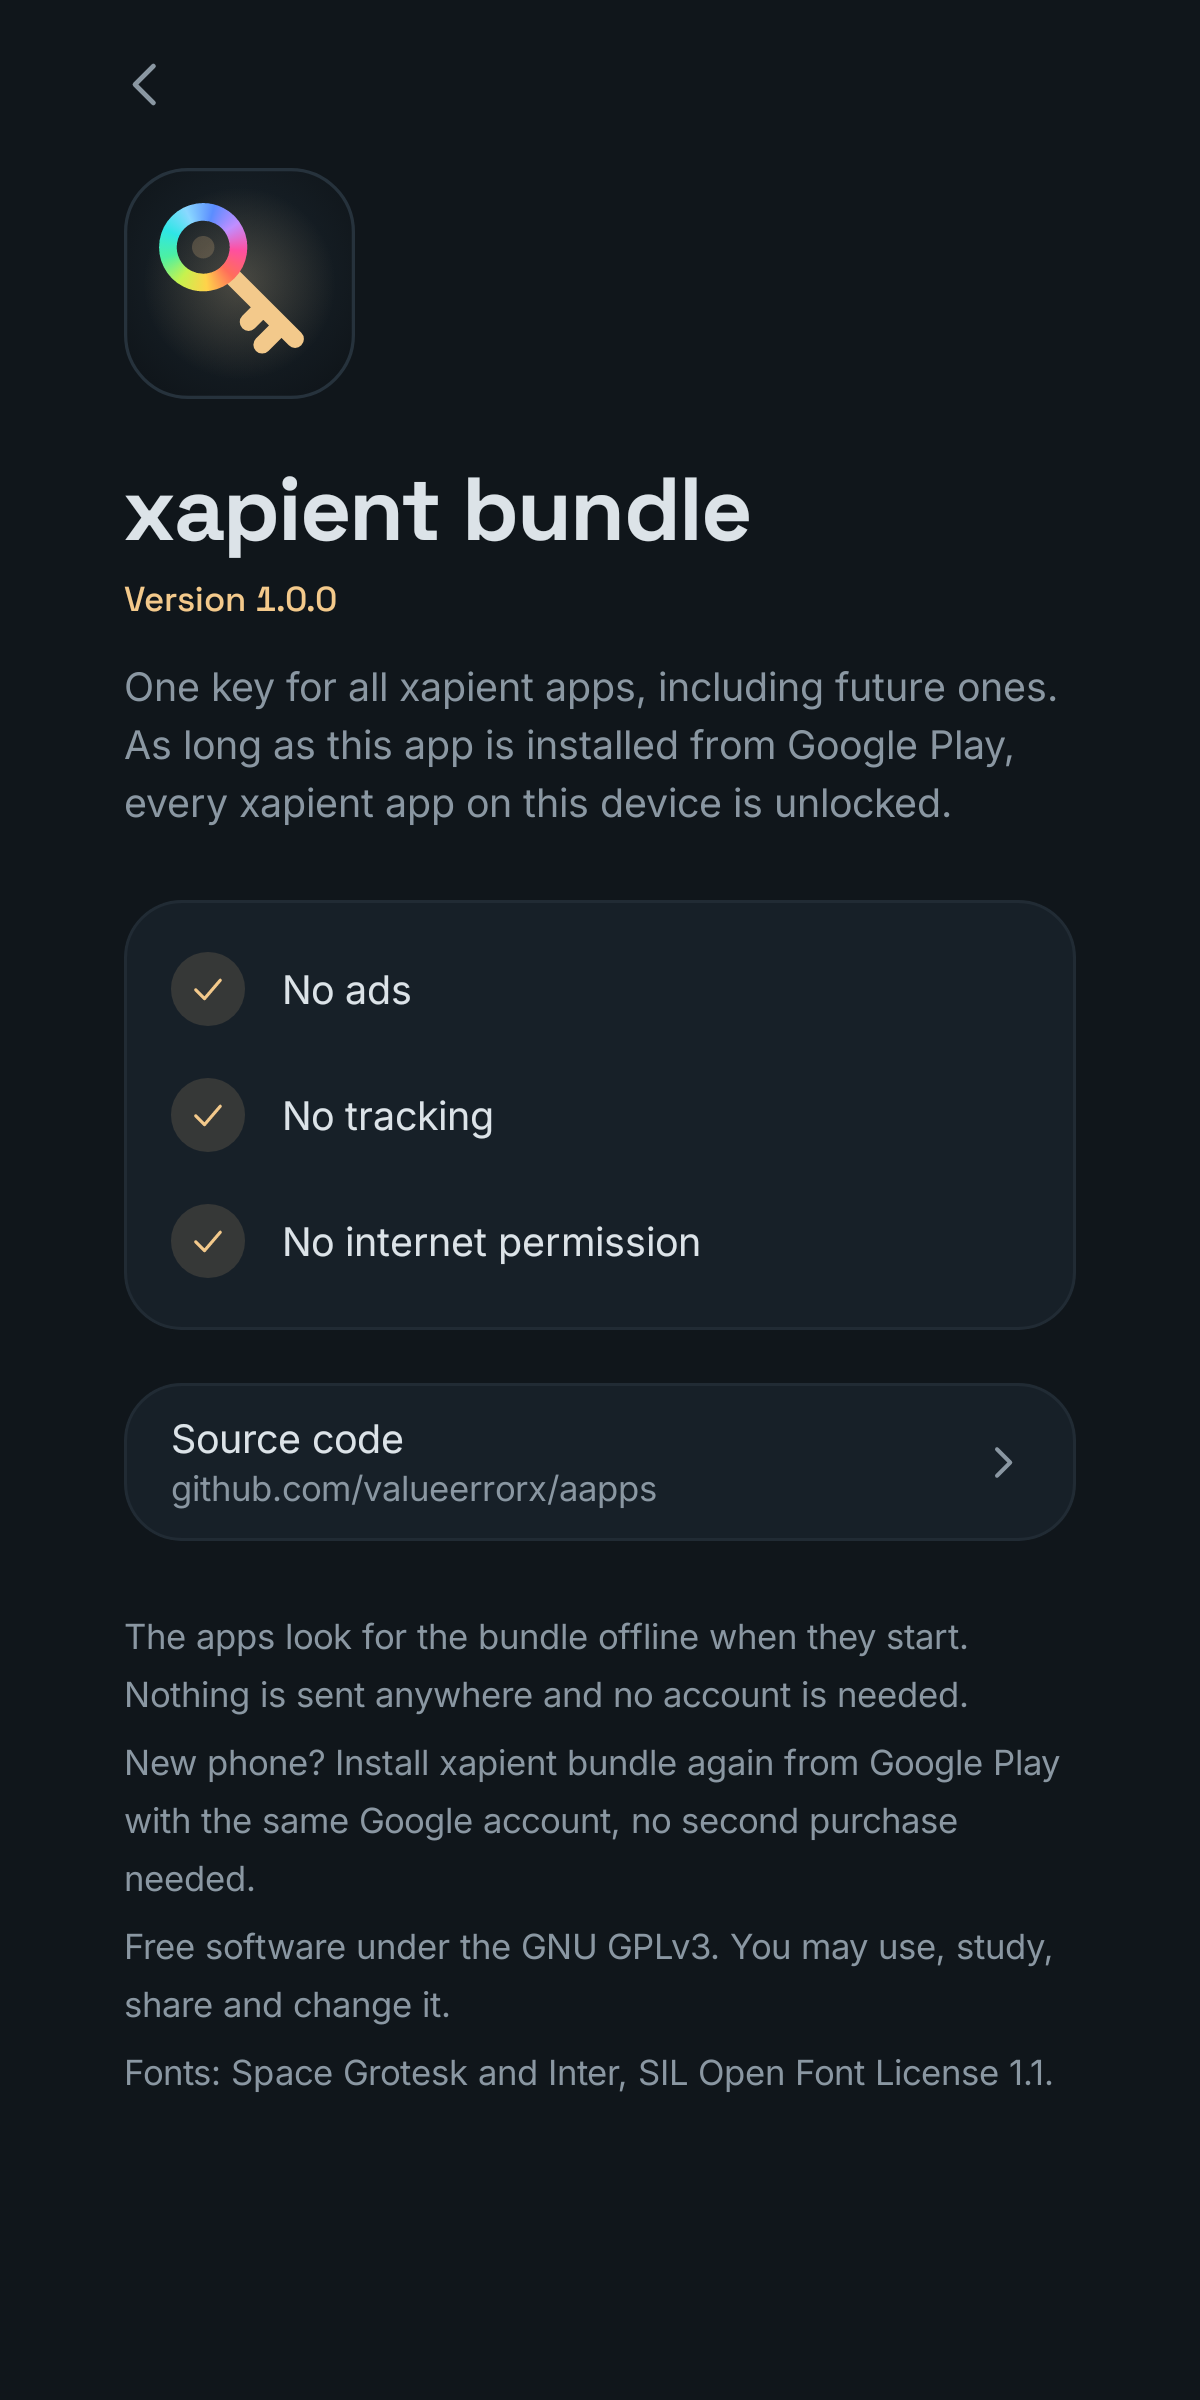 xapient bundle
Version 1.0.0
One key for all xapient apps, including future ones.
As long as this app is installed from Google Play,
every xapient app on this device is unlocked.
No ads
No tracking
No internet permission
Source code
github.com/valueerrorx/aapps
The apps look for the bundle offline when they start.
Nothing is sent anywhere and no account is needed.
New phone? Install xapient bundle again from Google Play
with the same Google account, no second purchase
needed.
Free software under the GNU GPLv3. You may use, study,
share and change it.
Fonts: Space Grotesk and Inter, SIL Open Font License 1.1.